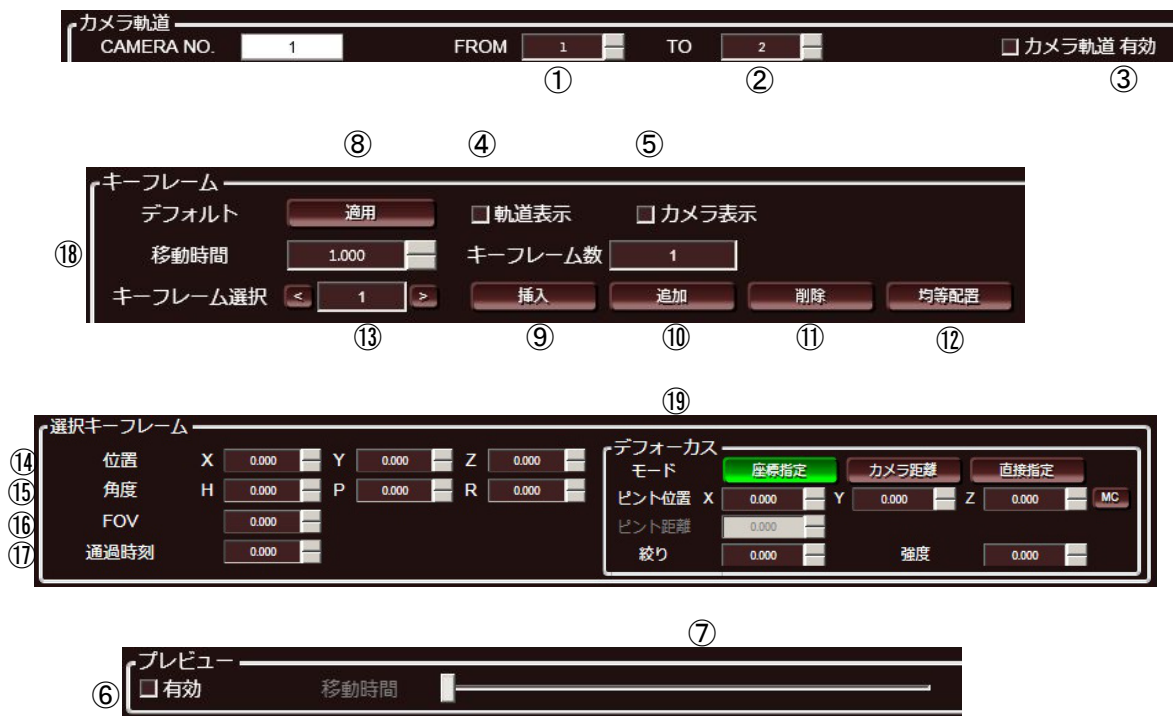 カメラ軌道
CAMERA NO. 1 FROM 1 TO 2 カメラ軌道 有効
① ② ③
⑧ ④ ⑤
キーフレーム
デフォルト 適用 軌道表示 カメラ表示
⑱ 移動時間 1.000 キーフレーム数 1
キーフレーム選択 < 1 > 挿入 追加 削除 均等配置
⑬ ⑨ ⑩ ⑪ ⑫
⑲
選択キーフレーム
⑭ 位置 X 0.000 Y 0.000 Z 0.000
⑮ 角度 H 0.000 P 0.000 R 0.000
⑯ FOV 0.000
⑰ 通過時刻 0.000
デフォーカス
モード 座標指定 カメラ距離 直接指定
ピント位置 X 0.000 Y 0.000 Z 0.000 MC
ピント距離 0.000
絞り 0.000 強度 0.000
⑦
プレビュー
⑥ 有効 移動時間